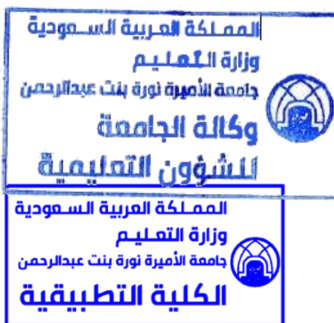 المملكة العربية السعودية
وزارة التعليم
جامعة الأميرة نورة بنت عبدالرحمن
وكالة الجامعة
للشؤون التعليمية
المملكة العربية السعودية
وزارة التعليم
جامعة الأميرة نورة بنت عبدالرحمن
الكلية التطبيقية